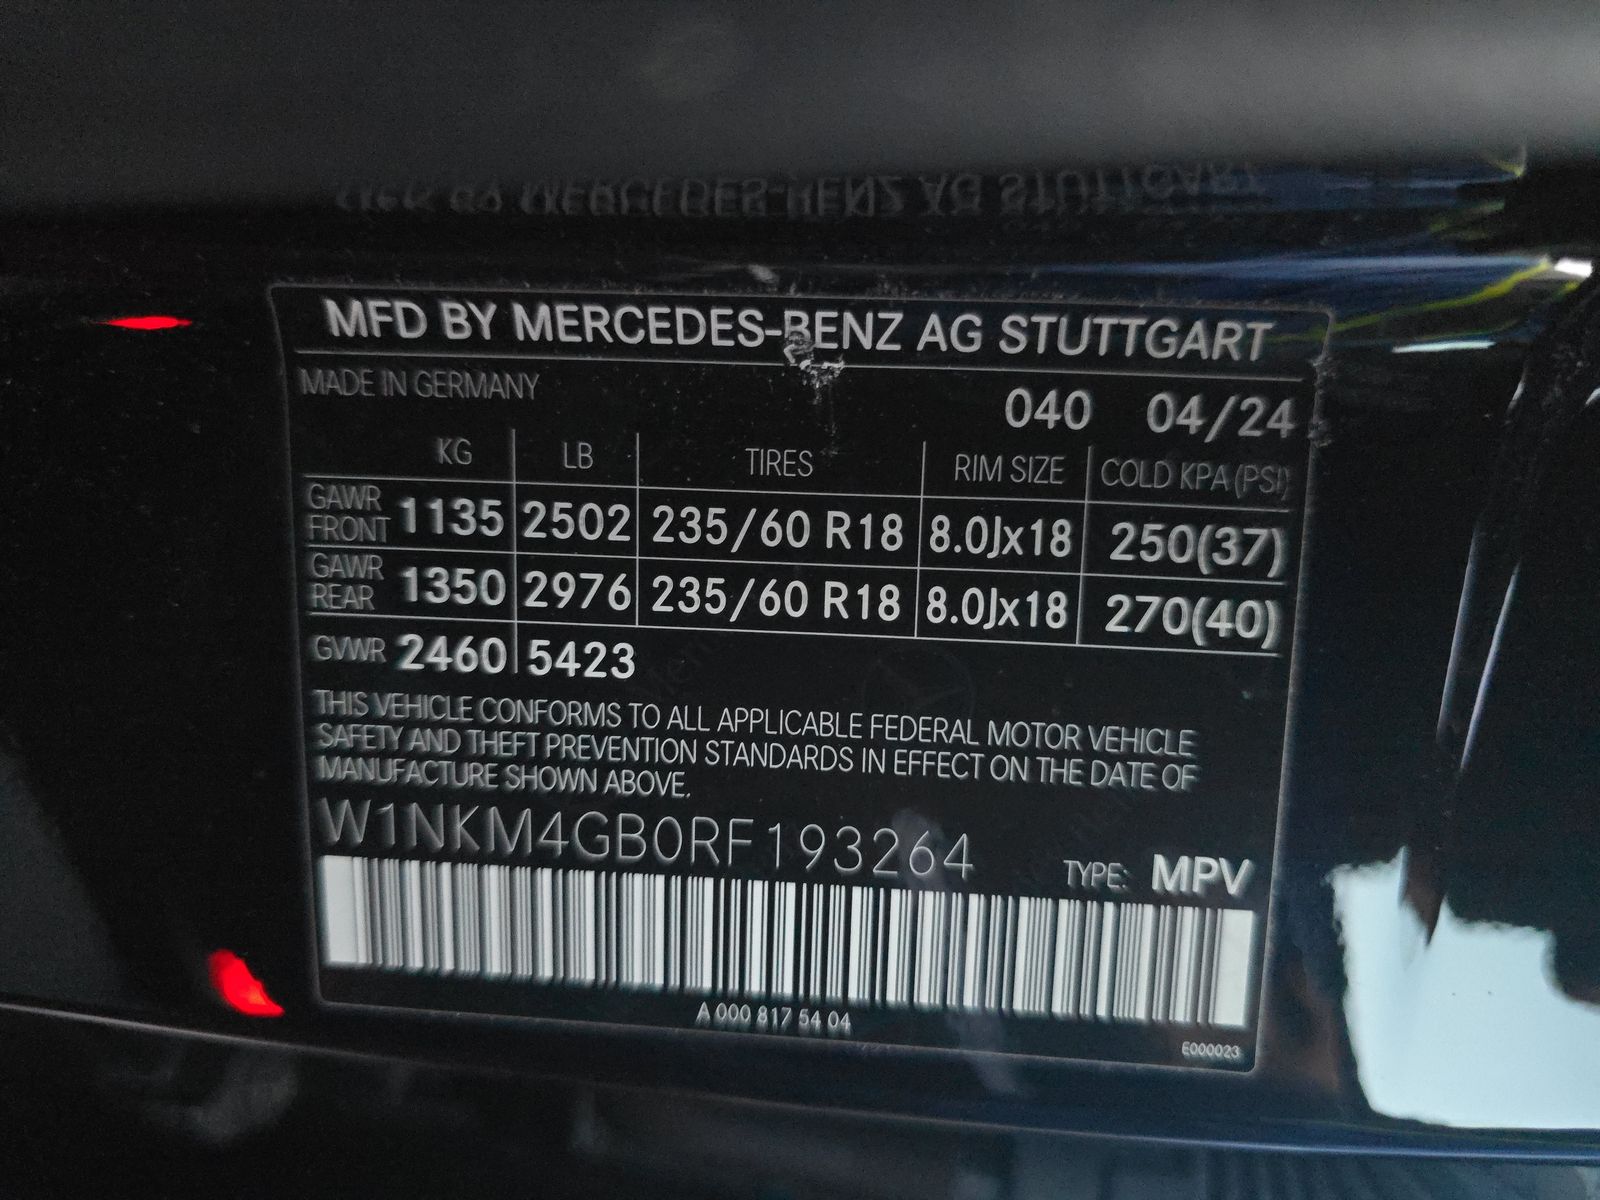 MFD BY MERCEDES-BENZ AG STUTTGART
MADE IN GERMANY
040 04/24
KG LB TIRES RIM SIZE COLD KPA(PSI)
GAWR FRONT 1135 2502 235/60 R18 8.0Jx18 250(37)
GAWR REAR 1350 2976 235/60 R18 8.0Jx18 270(40)
GVWR 2460 5423
THIS VEHICLE CONFORMS TO ALL APPLICABLE FEDERAL MOTOR VEHICLE
SAFETY AND THEFT PREVENTION STANDARDS IN EFFECT ON THE DATE OF
MANUFACTURE SHOWN ABOVE.
W1NKM4GB0RF193264
TYPE: MPV
A 000 817 54 04
E000023